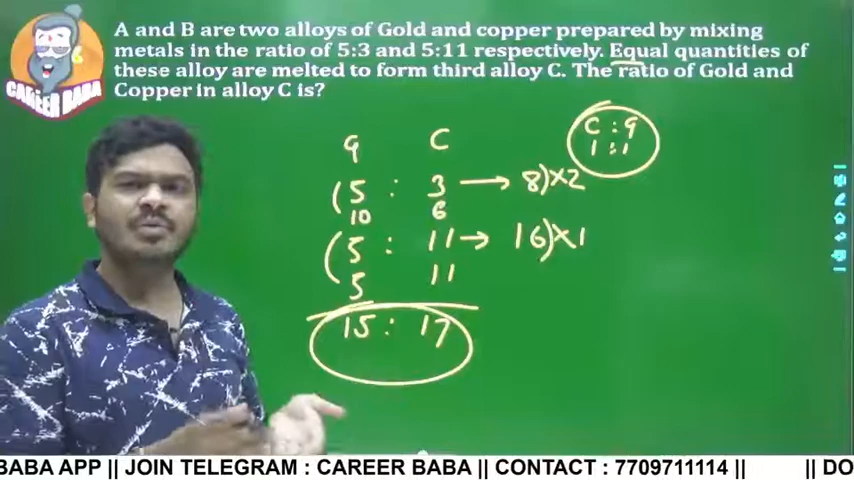 A and B are two alloys of Gold and copper prepared by mixing
metals in the ratio of 5:3 and 5:11 respectively. Equal quantities of
these alloy are melted to form third alloy C. The ratio of Gold and
Copper in alloy C is?
CAREER BABA
G C
C : G
1 : 1
(5 : 3 → 8)×2
10 6
(5 : 11 → 16)×1
5 11
15 : 17
BABA APP || JOIN TELEGRAM : CAREER BABA || CONTACT : 7709711114 || || DO